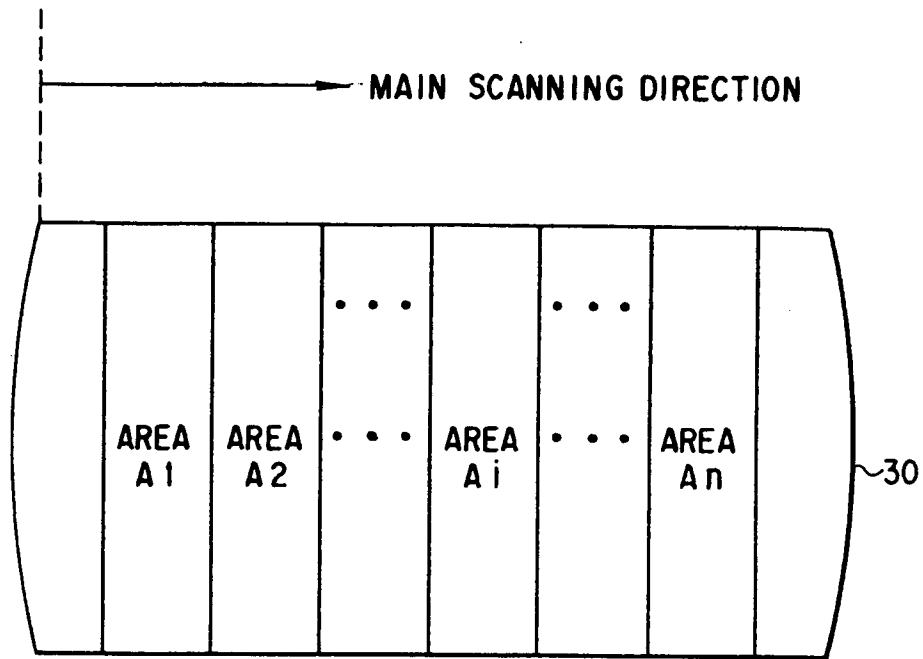 MAIN SCANNING DIRECTION
AREA A1
AREA A2
• • •
• • •
AREA Ai
• • •
• • •
AREA An
30